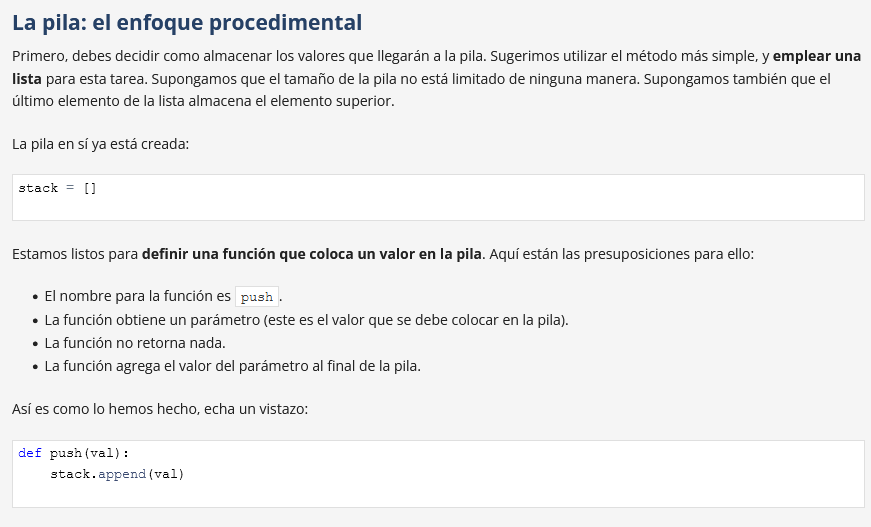 La pila: el enfoque procedimental
Primero, debes decidir como almacenar los valores que llegarán a la pila. Sugerimos utilizar el método más simple, y emplear una
lista para esta tarea. Supongamos que el tamaño de la pila no está limitado de ninguna manera. Supongamos también que el
último elemento de la lista almacena el elemento superior.
La pila en sí ya está creada:
stack = []
Estamos listos para definir una función que coloca un valor en la pila. Aquí están las presuposiciones para ello:
• El nombre para la función es push.
• La función obtiene un parámetro (este es el valor que se debe colocar en la pila).
• La función no retorna nada.
• La función agrega el valor del parámetro al final de la pila.
Así es como lo hemos hecho, echa un vistazo:
def push(val):
    stack.append(val)